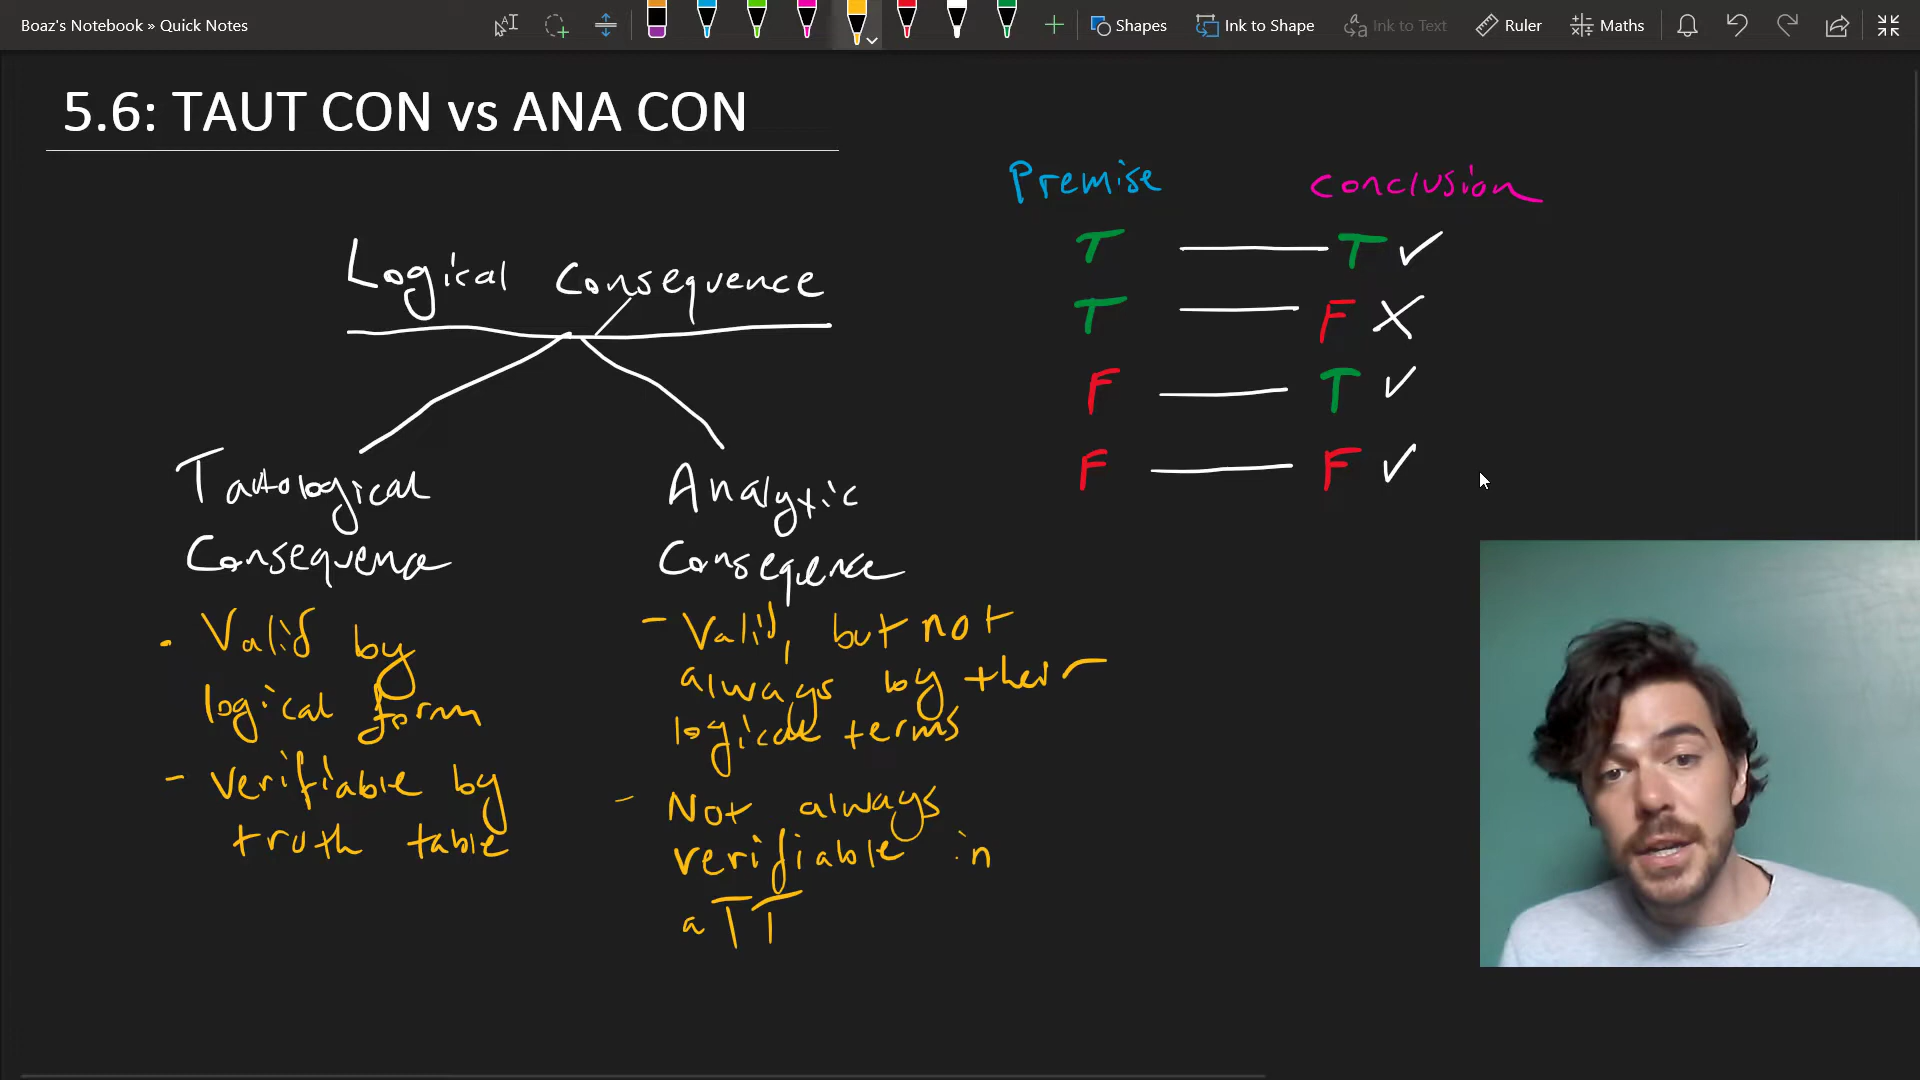 Boaz's Notebook » Quick Notes
Shapes
Ink to Shape
Ink to Text
Ruler
Maths
5.6: TAUT CON vs ANA CON
Premise Conclusion
T T ✓
T F X
F T ✓
F F ✓
Logical Consequence
Tautological
Consequence
• Valid by
logical form
- verifiable by
truth table
Analytic
Conseqence
- Valid, but not
always by their
logical terms
- Not always
verifiable in
a TT